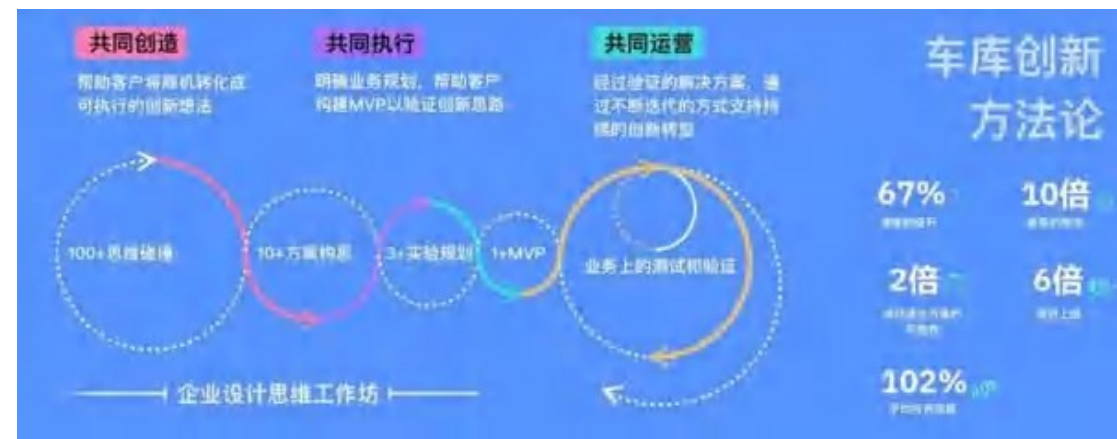 共同创造
帮助客户将商机转化成
可执行的创新想法
共同执行
明确业务规划，帮助客户
构建MVP以验证创新思路
共同运营
经过验证的解决方案，通
过不断迭代的方式支持持
续的创新转型
车库创新
方法论
100+思维碰撞
10+方案构思
3+实验规划
1+MVP
业务上的测试和验证
企业设计思维工作坊
67%
10倍
2倍
6倍
102%